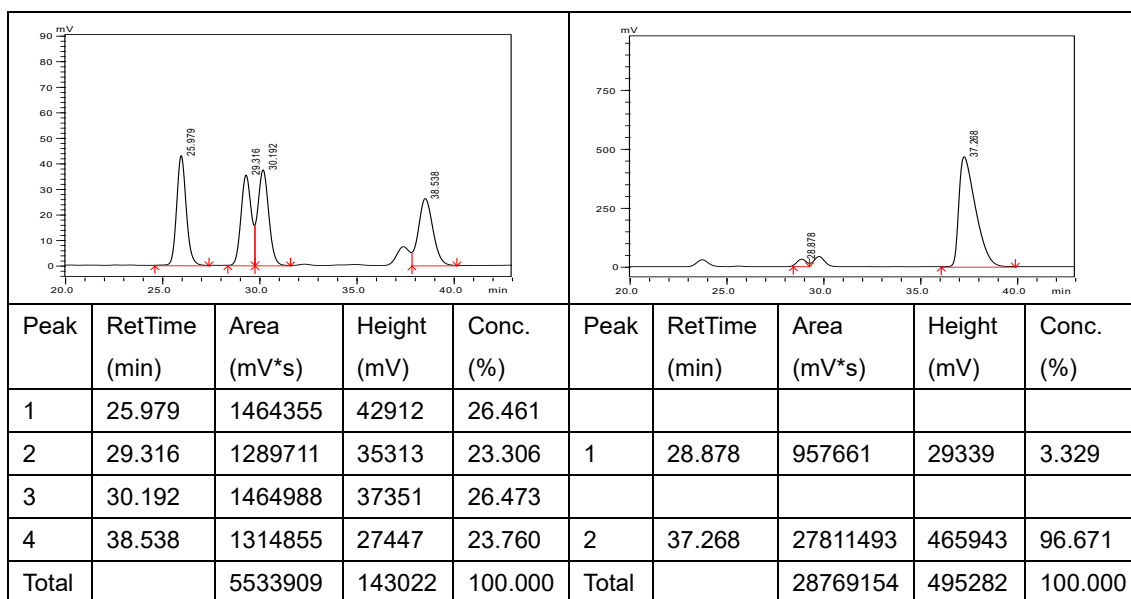 mV
90
80
70
60
50
40
30
20
10
0
25.979
29.316
30.192
38.538
20.0 25.0 30.0 35.0 40.0 min
mV
750
500
250
0
28.878
37.268
20.0 25.0 30.0 35.0 40.0 min
Peak RetTime Area Height Conc. Peak RetTime Area Height Conc.
(min) (mV*s) (mV) (%) (min) (mV*s) (mV) (%)
1 25.979 1464355 42912 26.461
2 29.316 1289711 35313 23.306 1 28.878 957661 29339 3.329
3 30.192 1464988 37351 26.473
4 38.538 1314855 27447 23.760 2 37.268 27811493 465943 96.671
Total 5533909 143022 100.000 Total 28769154 495282 100.000